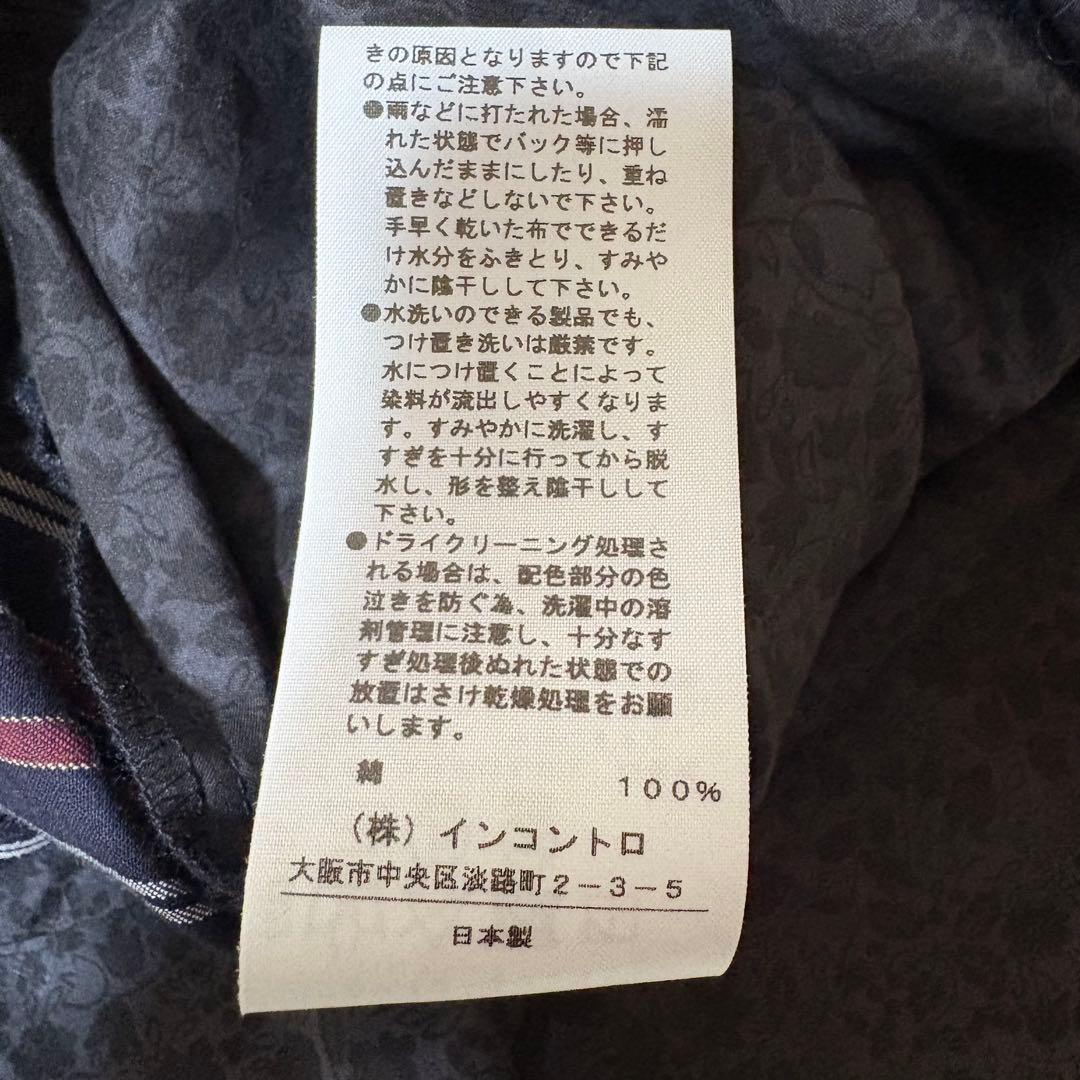 きの原因となりますので下記
の点にご注意下さい。
●雨などに打たれた場合、濡
れた状態でバック等に押し
込んだままにしたり、重ね
置きなどしないで下さい。
手早く乾いた布でできるだ
け水分をふきとり、すみや
かに陰干しして下さい。
●水洗いのできる製品でも、
つけ置き洗いは厳禁です。
水につけ置くことによって
染料が流出しやすくなりま
す。すみやかに洗濯し、す
すぎを十分に行ってから脱
水し、形を整え陰干しして
下さい。
●ドライクリーニング処理さ
れる場合は、配色部分の色
泣きを防ぐ為、洗濯中の溶
剤管理に注意し、十分なす
すぎ処理後ぬれた状態での
放置はさけ乾燥処理をお願
いします。
綿 100%
(株)インコントロ
大阪市中央区淡路町2-3-5
日本製